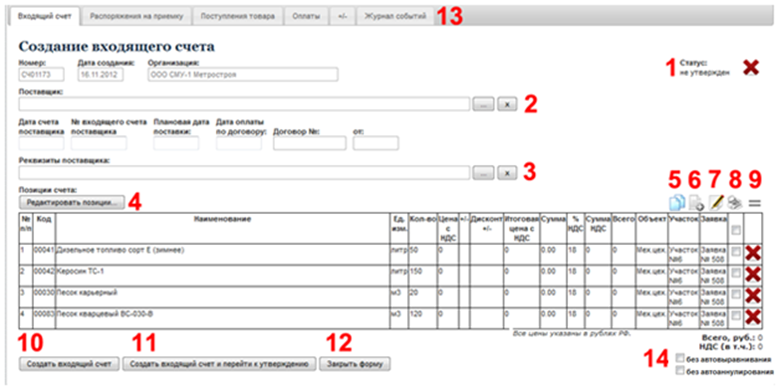 Входящий счет Распоряжения на приемку Поступления товара Оплаты +/- Журнал событий 13
Создание входящего счета
Номер: Дата создания: Организация:
СЧ01173 16.11.2012 ООО СМУ-1 Метростроя
1 Статус:
не утвержден
Поставщик:
... x 2
Дата счета поставщика № входящего счета поставщика Плановая дата поставки: Дата оплаты по договору: Договор №: от:
Реквизиты поставщика:
... x 3
Позиции счета:
Редактировать позиции... 4
5 6 7 8 9
№ п/п Код Наименование Ед. изм. Кол-во Цена с НДС +/- Дисконт +/- Итоговая цена с НДС Сумма % НДС Сумма НДС Всего Объект Участок Заявка
1 00041 Дизельное топливо сорт Е (зимнее) литр 50 0 0 0.00 18 0 0 Мех.цех. Участок №6 Заявка № 508
2 00042 Керосин ТС-1 литр 150 0 0 0.00 18 0 0 Мех.цех. Участок №6 Заявка № 508
3 00030 Песок карьерный м3 20 0 0 0.00 18 0 0 Мех.цех. Участок №6 Заявка № 508
4 00083 Песок кварцевый ВС-030-В м3 120 0 0 0.00 18 0 0 Мех.цех. Участок №6 Заявка № 508
Все цены указаны в рублях РФ.
Всего, руб.: 0
НДС (в т.ч.): 0
10 11 12
Создать входящий счет Создать входящий счет и перейти к утверждению Закрыть форму
14 без автовыравнивания
без автоаннулирования